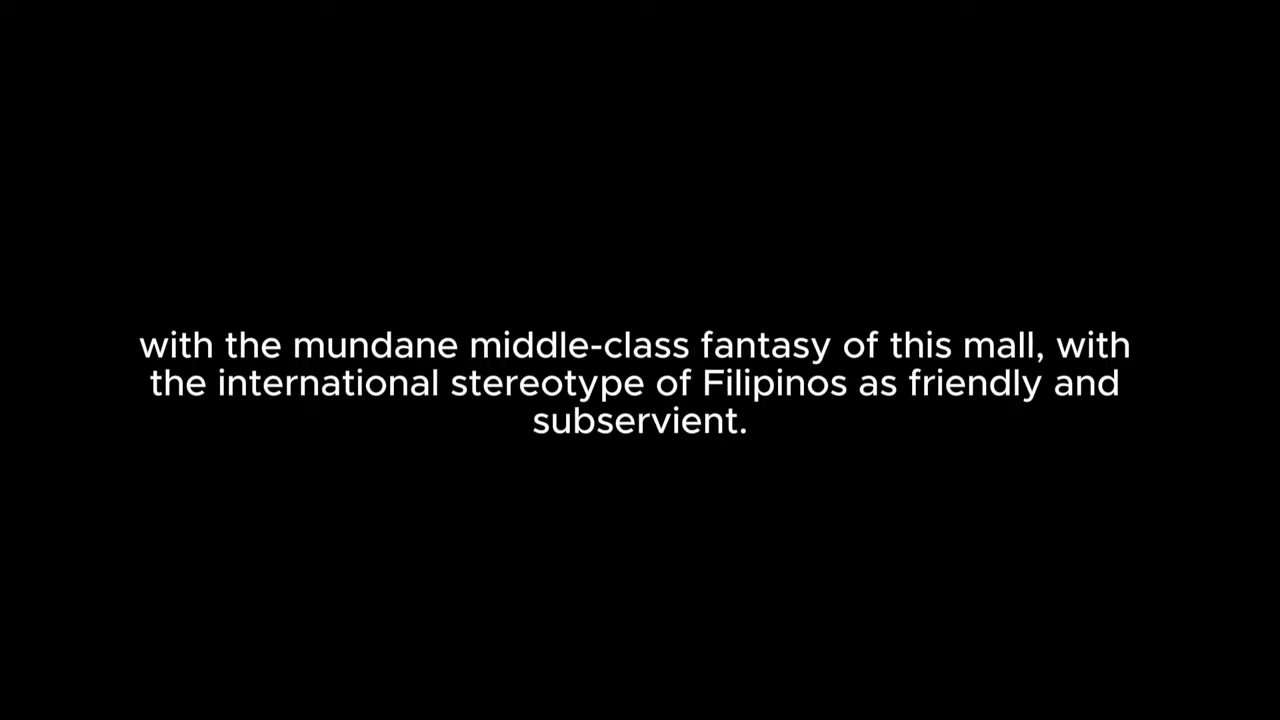 with the mundane middle-class fantasy of this mall, with
the international stereotype of Filipinos as friendly and
subservient.